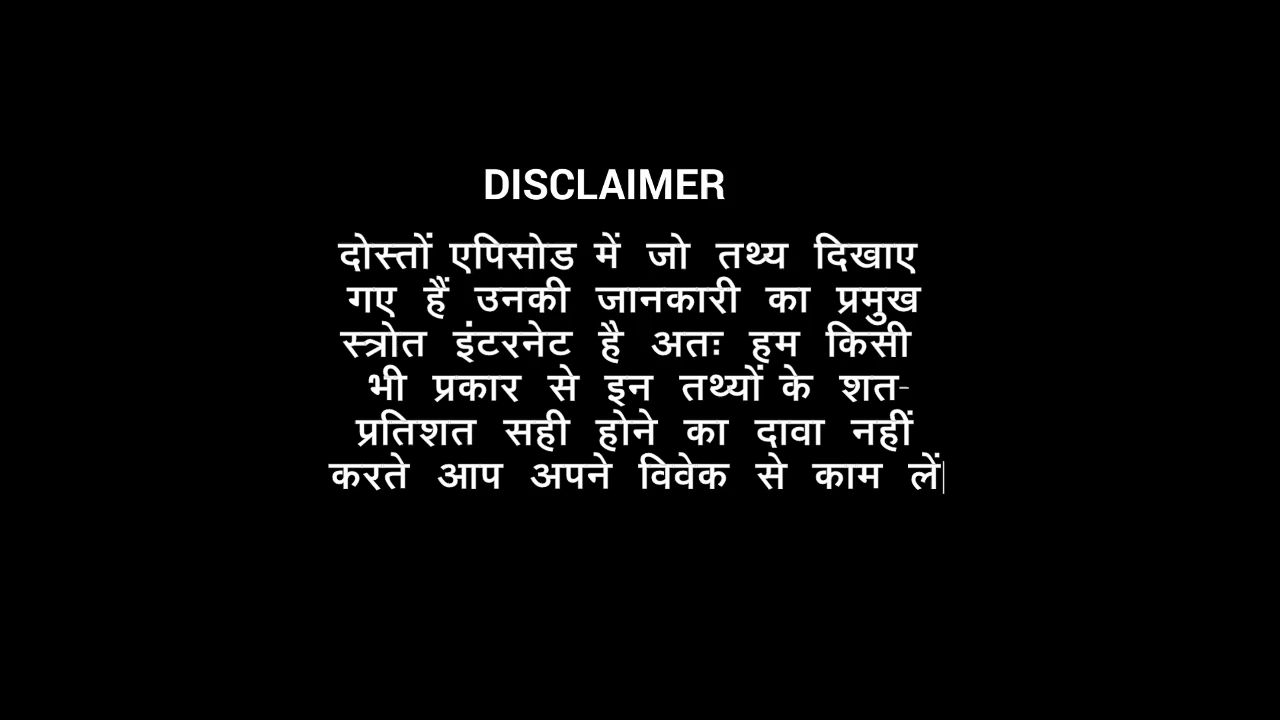 DISCLAIMER
दोस्तों एपिसोड में जो तथ्य दिखाए
गए हैं उनकी जानकारी का प्रमुख
स्त्रोत इंटरनेट है अतः हम किसी
भी प्रकार से इन तथ्यों के शत-
प्रतिशत सही होने का दावा नहीं
करते आप अपने विवेक से काम लें|